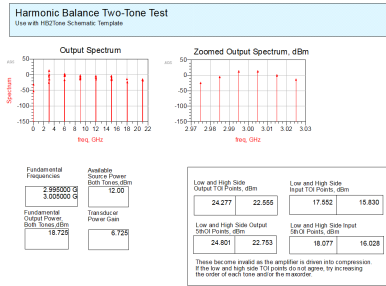 Harmonic Balance Two-Tone Test
Use with HB2Tone Schematic Template
Output Spectrum
Spectrum
50
0
-50
-100
-150
0 2 4 6 8 10 12 14 16 18 20 22
freq, GHz
Zoomed Output Spectrum, dBm
50
0
-50
-100
-150
2.97 2.98 2.99 3.00 3.01 3.02 3.03
freq, GHz
Fundamental
Frequencies
2.995000 G
3.005000 G
Available
Source Power
Both Tones,dBm
12.00
Fundamental
Output Power,
Both Tones,dBm
18.725
Transducer
Power Gain
6.725
Low and High Side
Output TOI Points, dBm
24.277 22.555
Low and High Side
Input TOI Points, dBm
17.552 15.830
Low and High Side Output
5thOI Points, dBm
24.801 22.753
Low and High Side Input
5thOI Points, dBm
18.077 16.028
These become invalid as the amplifier is driven into compression.
If the low and high side TOI points do not agree, try increasing
the order of each tone and/or the maxorder.